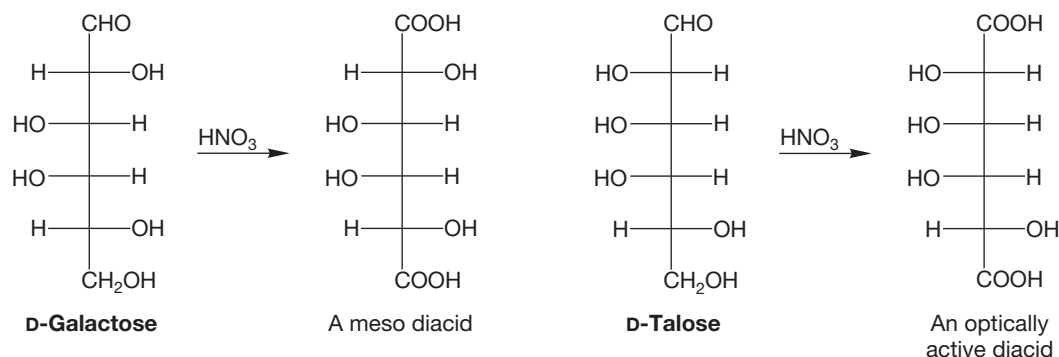 CHO
H OH
HO H
HO H
H OH
CH₂OH
D-Galactose
HNO₃
COOH
H OH
HO H
HO H
H OH
COOH
A meso diacid
CHO
HO H
HO H
HO H
H OH
CH₂OH
D-Talose
HNO₃
COOH
HO H
HO H
HO H
H OH
COOH
An optically
active diacid